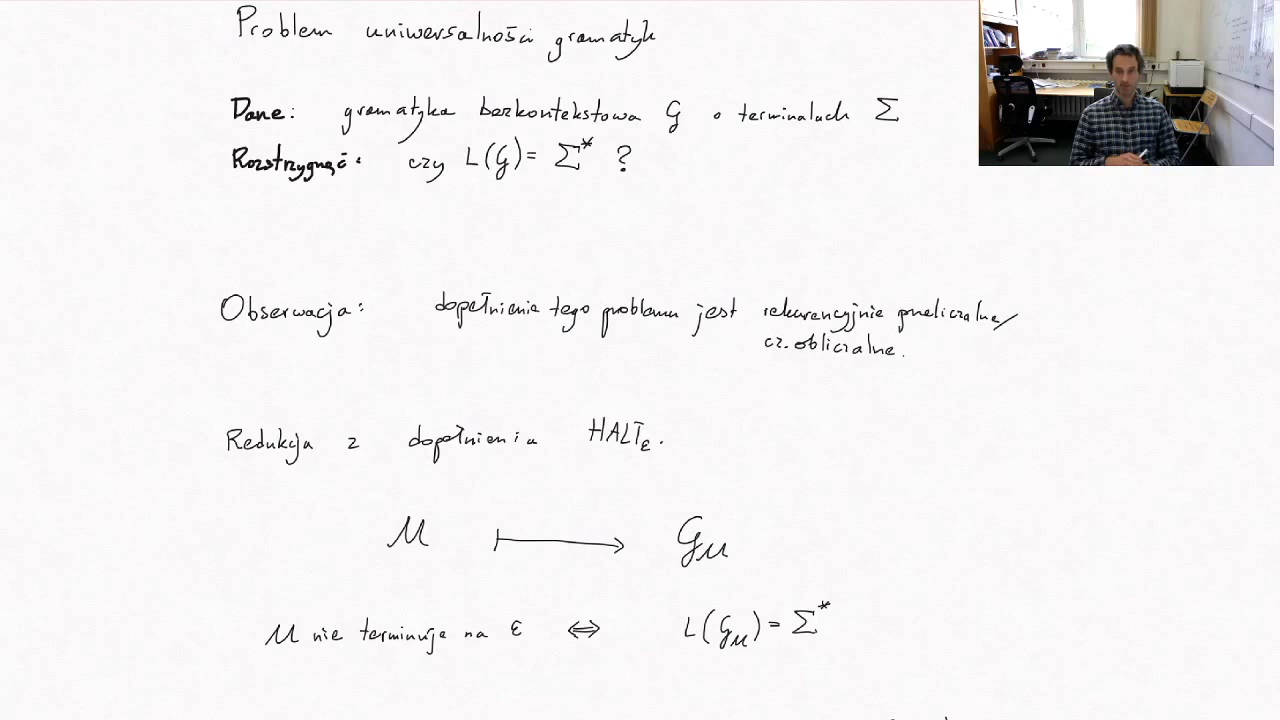 Problem uniwersalności gramatyk
Dane: gramatyka bezkontekstowa G o terminalach Σ
Rozstrzygnąć: czy L(G) = Σ* ?
Obserwacja: dopełnienie tego problemu jest rekurencyjnie przeliczalne/
cz. obliczalne.
Redukcja z dopełnienia HALTε.
M ⟼ G_M
M nie terminuje na ε ⇔ L(G_M) = Σ*